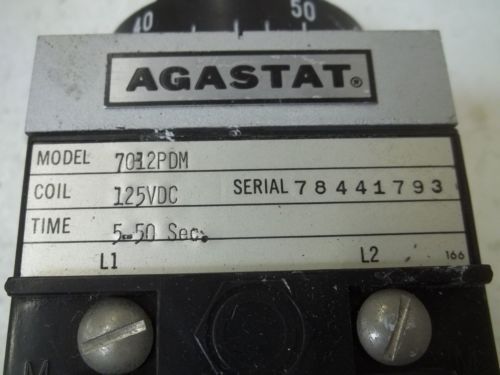 40 50
AGASTAT®
MODEL 7012PDM
COIL 125VDC SERIAL 78441793
TIME 5-50 Sec.
L1 L2 166